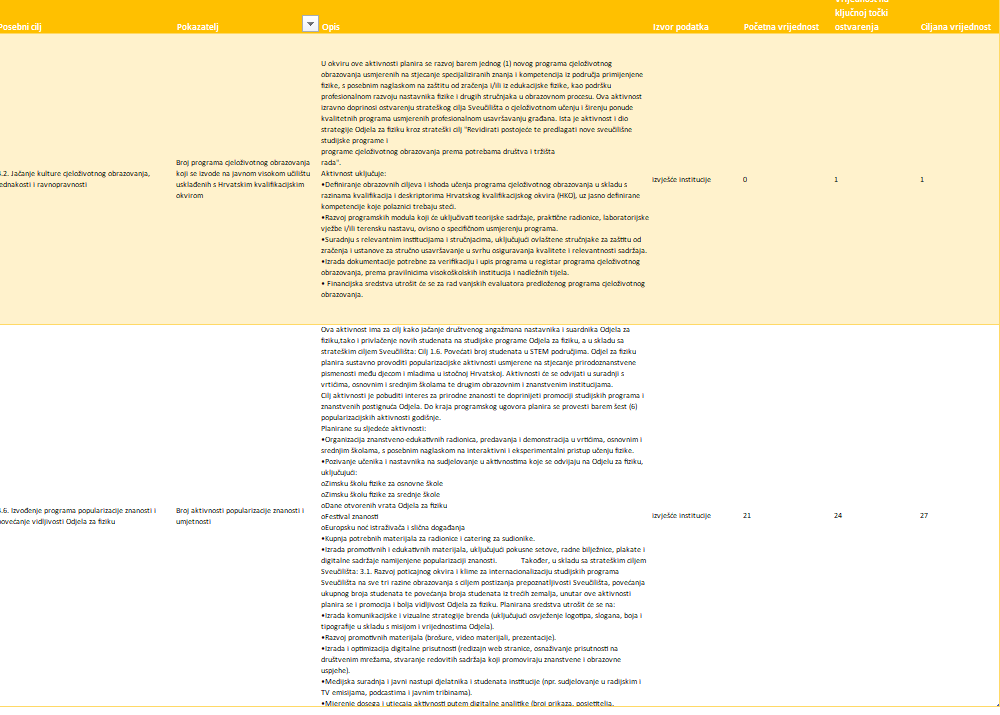 Posebni cilj
Pokazatelj
Opis
Izvor podatka
Početna vrijednost
ključnoj točki
ostvarenja
Ciljana vrijednost
.2. Jačanje kulture cjeloživotnog obrazovanja,
jednakosti i ravnopravnosti
Broj programa cjeloživotnog obrazovanja
koji se izvode na javnom visokom učilištu
usklađenih s Hrvatskim kvalifikacijskim
okvirom
U okviru ove aktivnosti planira se razvoj barem jednog (1) novog programa cjeloživotnog
obrazovanja usmjerenih na stjecanje specijaliziranih znanja i kompetencija iz područja primijenjene
fizike, s posebnim naglaskom na zaštitu od zračenja i/ili iz edukacijske fizike, kao podršku
profesionalnom razvoju nastavnika fizike i drugih stručnjaka u obrazovnom procesu. Ova aktivnost
izravno doprinosi ostvarenju strateškog cilja Sveučilišta o cjeloživotnom učenju i širenju ponude
kvalitetnih programa usmjerenih profesionalnom usavršavanju građana. Ista je aktivnost i dio
strategije Odjela za fiziku kroz strateški cilj "Revidirati postojeće te predlagati nove sveučilišne
studijske programe i
programe cjeloživotnog obrazovanja prema potrebama društva i tržišta
rada".
Aktivnost uključuje:
•Definiranje obrazovnih ciljeva i ishoda učenja programa cjeloživotnog obrazovanja u skladu s
razinama kvalifikacija i deskriptorima Hrvatskog kvalifikacijskog okvira (HKO), uz jasno definirane
kompetencije koje polaznici trebaju steći.
•Razvoj programskih modula koji će uključivati teorijske sadržaje, praktične radionice, laboratorijske
vježbe i/ili terensku nastavu, ovisno o specifičnom usmjerenju programa.
•Suradnju s relevantnim institucijama i stručnjacima, uključujući ovlaštene stručnjake za zaštitu od
zračenja i ustanove za stručno usavršavanje u svrhu osiguravanja kvalitete i relevantnosti sadržaja.
•Izrada dokumentacije potrebne za verifikaciju i upis programa u registar programa cjeloživotnog
obrazovanja, prema pravilnicima visokoškolskih institucija i nadležnih tijela.
• Financijska sredstva utrošit će se za rad vanjskih evaluatora predloženog programa cjeloživotnog
obrazovanja.
izvješće institucije
0
1
1
.6. Izvođenje programa popularizacije znanosti i
povećanje vidljivosti Odjela za fiziku
Broj aktivnosti popularizacije znanosti i
umjetnosti
Ova aktivnost ima za cilj kako jačanje društvenog angažmana nastavnika i suardnika Odjela za
fiziku,tako i privlačenje novih studenata na studijske programe Odjela za fiziku, a u skladu sa
strateškim ciljem Sveučilišta: Cilj 1.6. Povećati broj studenata u STEM područjima. Odjel za fiziku
planira sustavno provoditi popularizacijske aktivnosti usmjerene na stjecanje prirodoznanstvene
pismenosti među djecom i mladima u istočnoj Hrvatskoj. Aktivnosti će se odvijati u suradnji s
vrtićima, osnovnim i srednjim školama te drugim obrazovnim i znanstvenim institucijama.
Cilj aktivnosti je pobuditi interes za prirodne znanosti te doprinijeti promociji studijskih programa i
znanstvenih postignuća Odjela. Do kraja programskog ugovora planira se provesti barem šest (6)
popularizacijskih aktivnosti godišnje.
Planirane su sljedeće aktivnosti:
•Organizacija znanstveno edukativnih radionica, predavanja i demonstracija u vrtićima, osnovnim i
srednjim školama, s posebnim naglaskom na interaktivni i eksperimentalni pristup učenju fizike.
•Pozivanje učenika i nastavnika na sudjelovanje u aktivnostima koje se odvijaju na Odjelu za fiziku,
uključujući:
oZimsku školu fizike za osnovne škole
oZimsku školu fizike za srednje škole
oDane otvorenih vrata Odjela za fiziku
oFestival znanosti
oEuropsku noć istraživača i slična događanja
•Kupnja potrebnih materijala za radionice i catering za sudionike.
•Izrada promotivnih i edukativnih materijala, uključujući pokusne setove, radne bilježnice, plakate i
digitalne sadržaje namijenjene popularizaciji znanosti. Također, u skladu sa strateškim ciljem
Sveučilišta: 3.1. Razvoj poticajnog okvira i klime za internacionalizaciju studijskih programa
Sveučilišta na sve tri razine obrazovanja s ciljem postizanja prepoznatljivosti Sveučilišta, povećanja
ukupnog broja studenata te povećanja broja studenata iz trećih zemalja, unutar ove aktivnosti
planira se i promocija i bolja vidljivost Odjela za fiziku. Planirana sredstva utrošit će se na:
•Izrada komunikacijske i vizualne strategije brenda (uključujući osvježenje logotipa, slogana, boja i
tipografije u skladu s misijom i vrijednostima Odjela).
•Razvoj promotivnih materijala (brošure, video materijali, prezentacije).
•Izrada i optimizacija digitalne prisutnosti (redizajn web stranice, osnaživanje prisutnosti na
društvenim mrežama, stvaranje redovitih sadržaja koji promoviraju znanstvene i obrazovne
uspjehe).
•Medijska suradnja i javni nastupi djelatnika i studenata institucije (npr. sudjelovanje u radijskim i
TV emisijama, podcastima i javnim tribinama).
•Mjerenje dosega i utjecaja aktivnosti putem digitalne analitike (broj prikaza, posjetitelja,
izvješće institucije
21
24
27